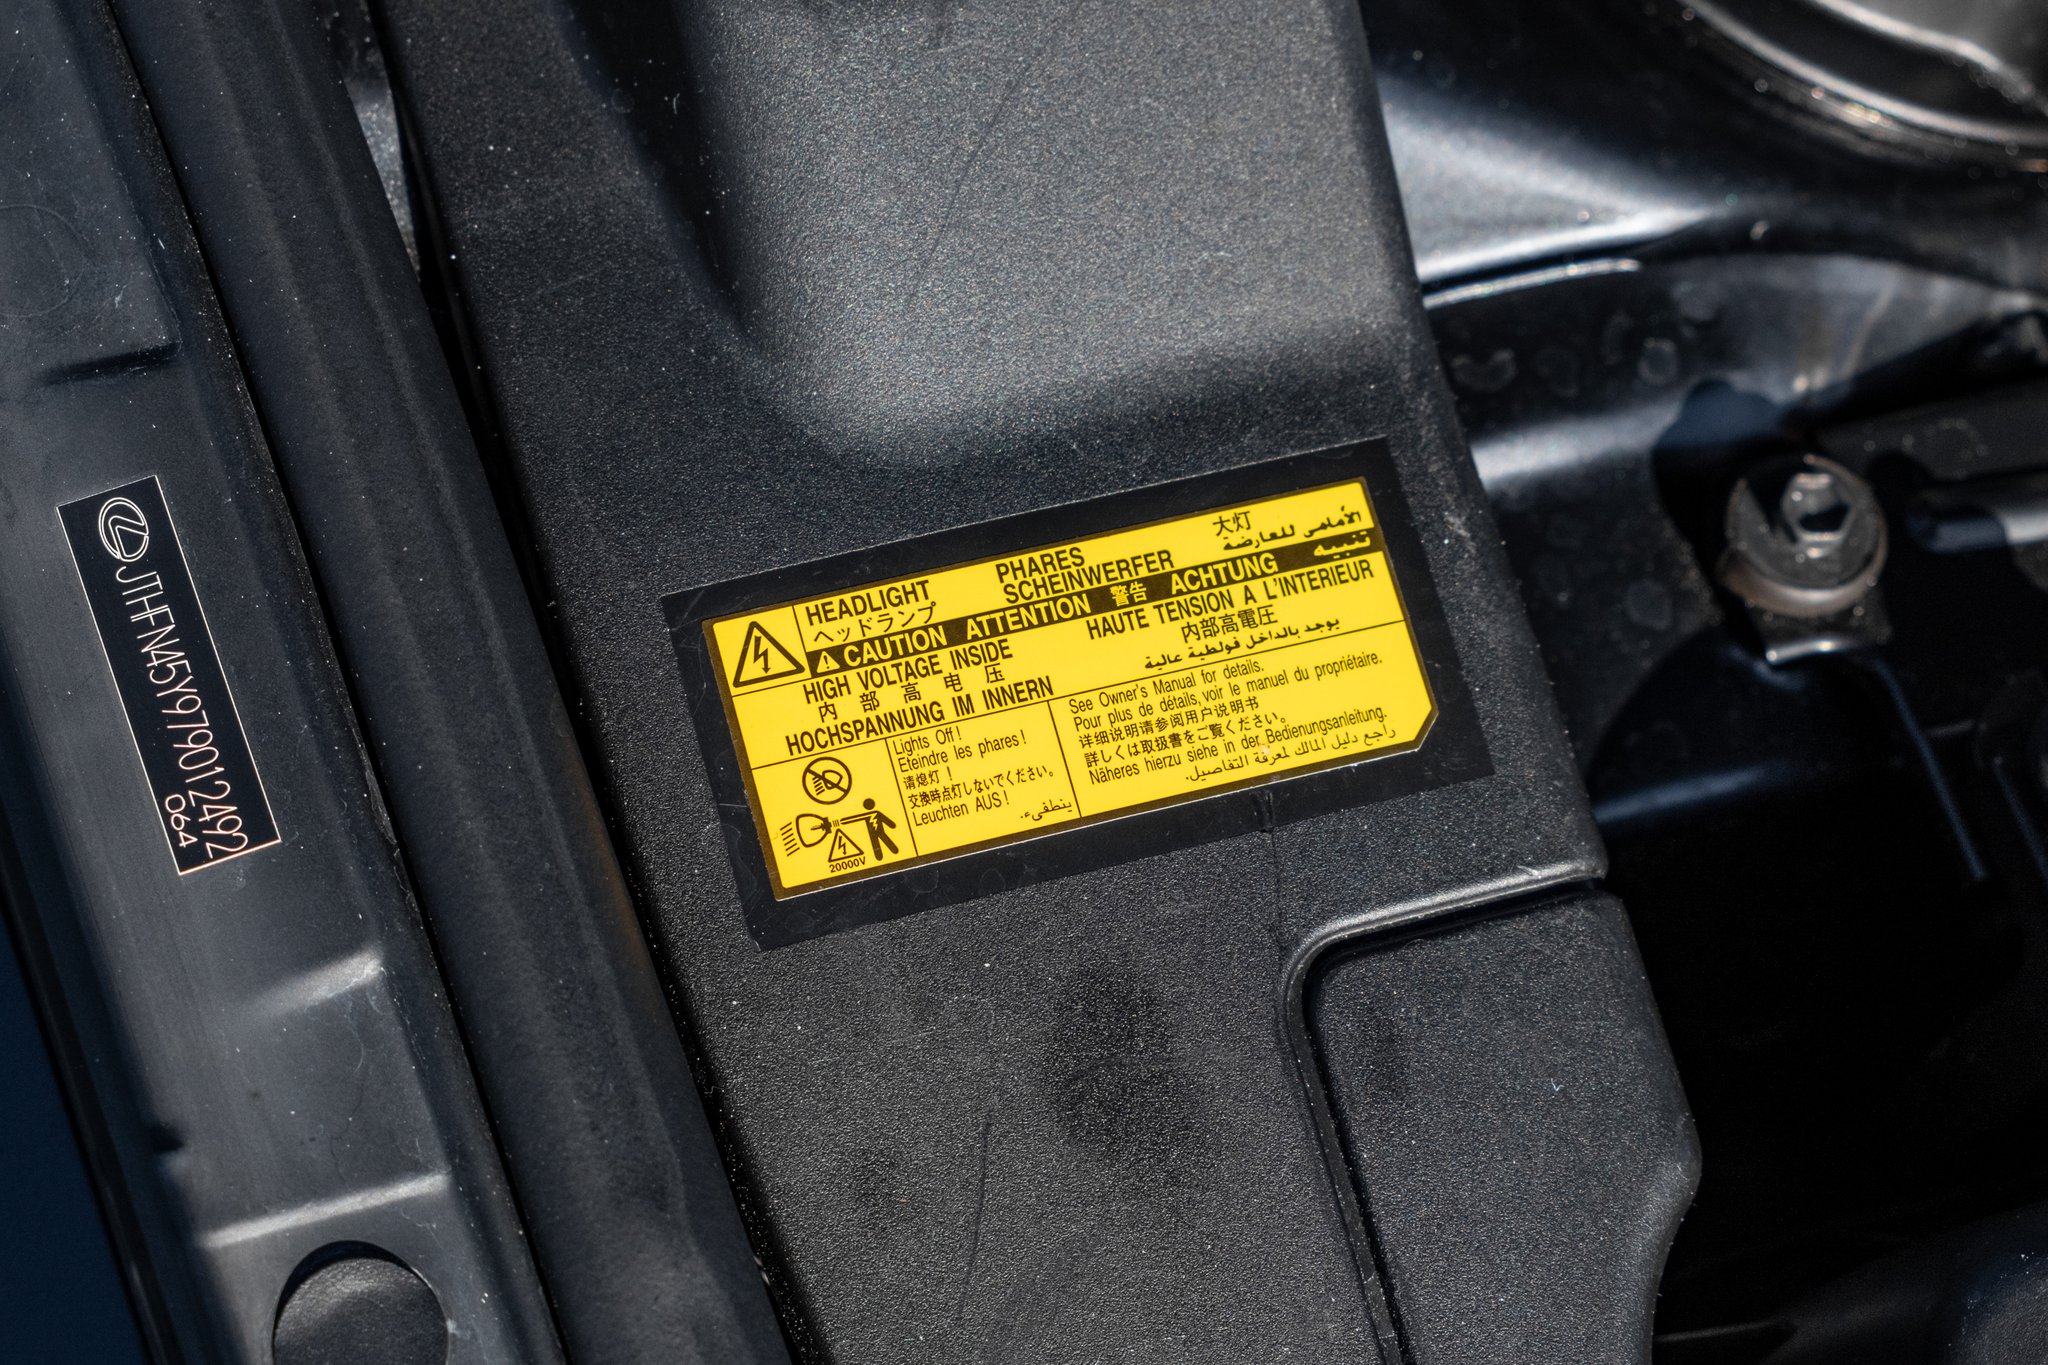 JTHFN45Y979012492
064
HEADLIGHT PHARES 大灯 الأمامي
ヘッドランプ SCHEINWERFER للعارضة
CAUTION ATTENTION 警告 ACHTUNG تنبيه
HIGH VOLTAGE INSIDE HAUTE TENSION A L'INTERIEUR
内部高电压 内部高電圧
HOCHSPANNUNG IM INNERN يوجد بالداخل فولطية عالية
Lights Off!
Eteindre les phares!
请熄灯!
交換時点灯しないでください。
Leuchten AUS!
ينطفىء.
20000V
See Owner's Manual for details.
Pour plus de détails, voir le manuel du propriétaire.
详细说明请参阅用户说明书
詳しくは取扱書をご覧ください。
Näheres hierzu siehe in der Bedienungsanleitung.
راجع دليل المالك لمعرفة التفاصيل.